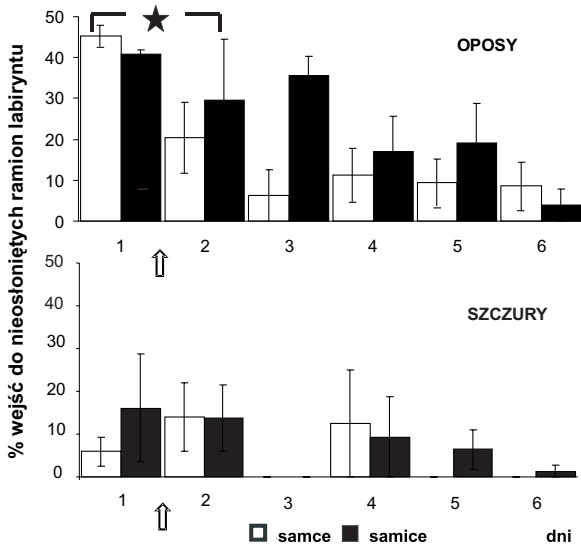 % wejść do nieosłoniętych ramion labiryntu
50
40
30
20
10
0
OPOSY
1 2 3 4 5 6
50
40
30
20
10
0
SZCZURY
1 2 3 4 5 6
samce samice dni